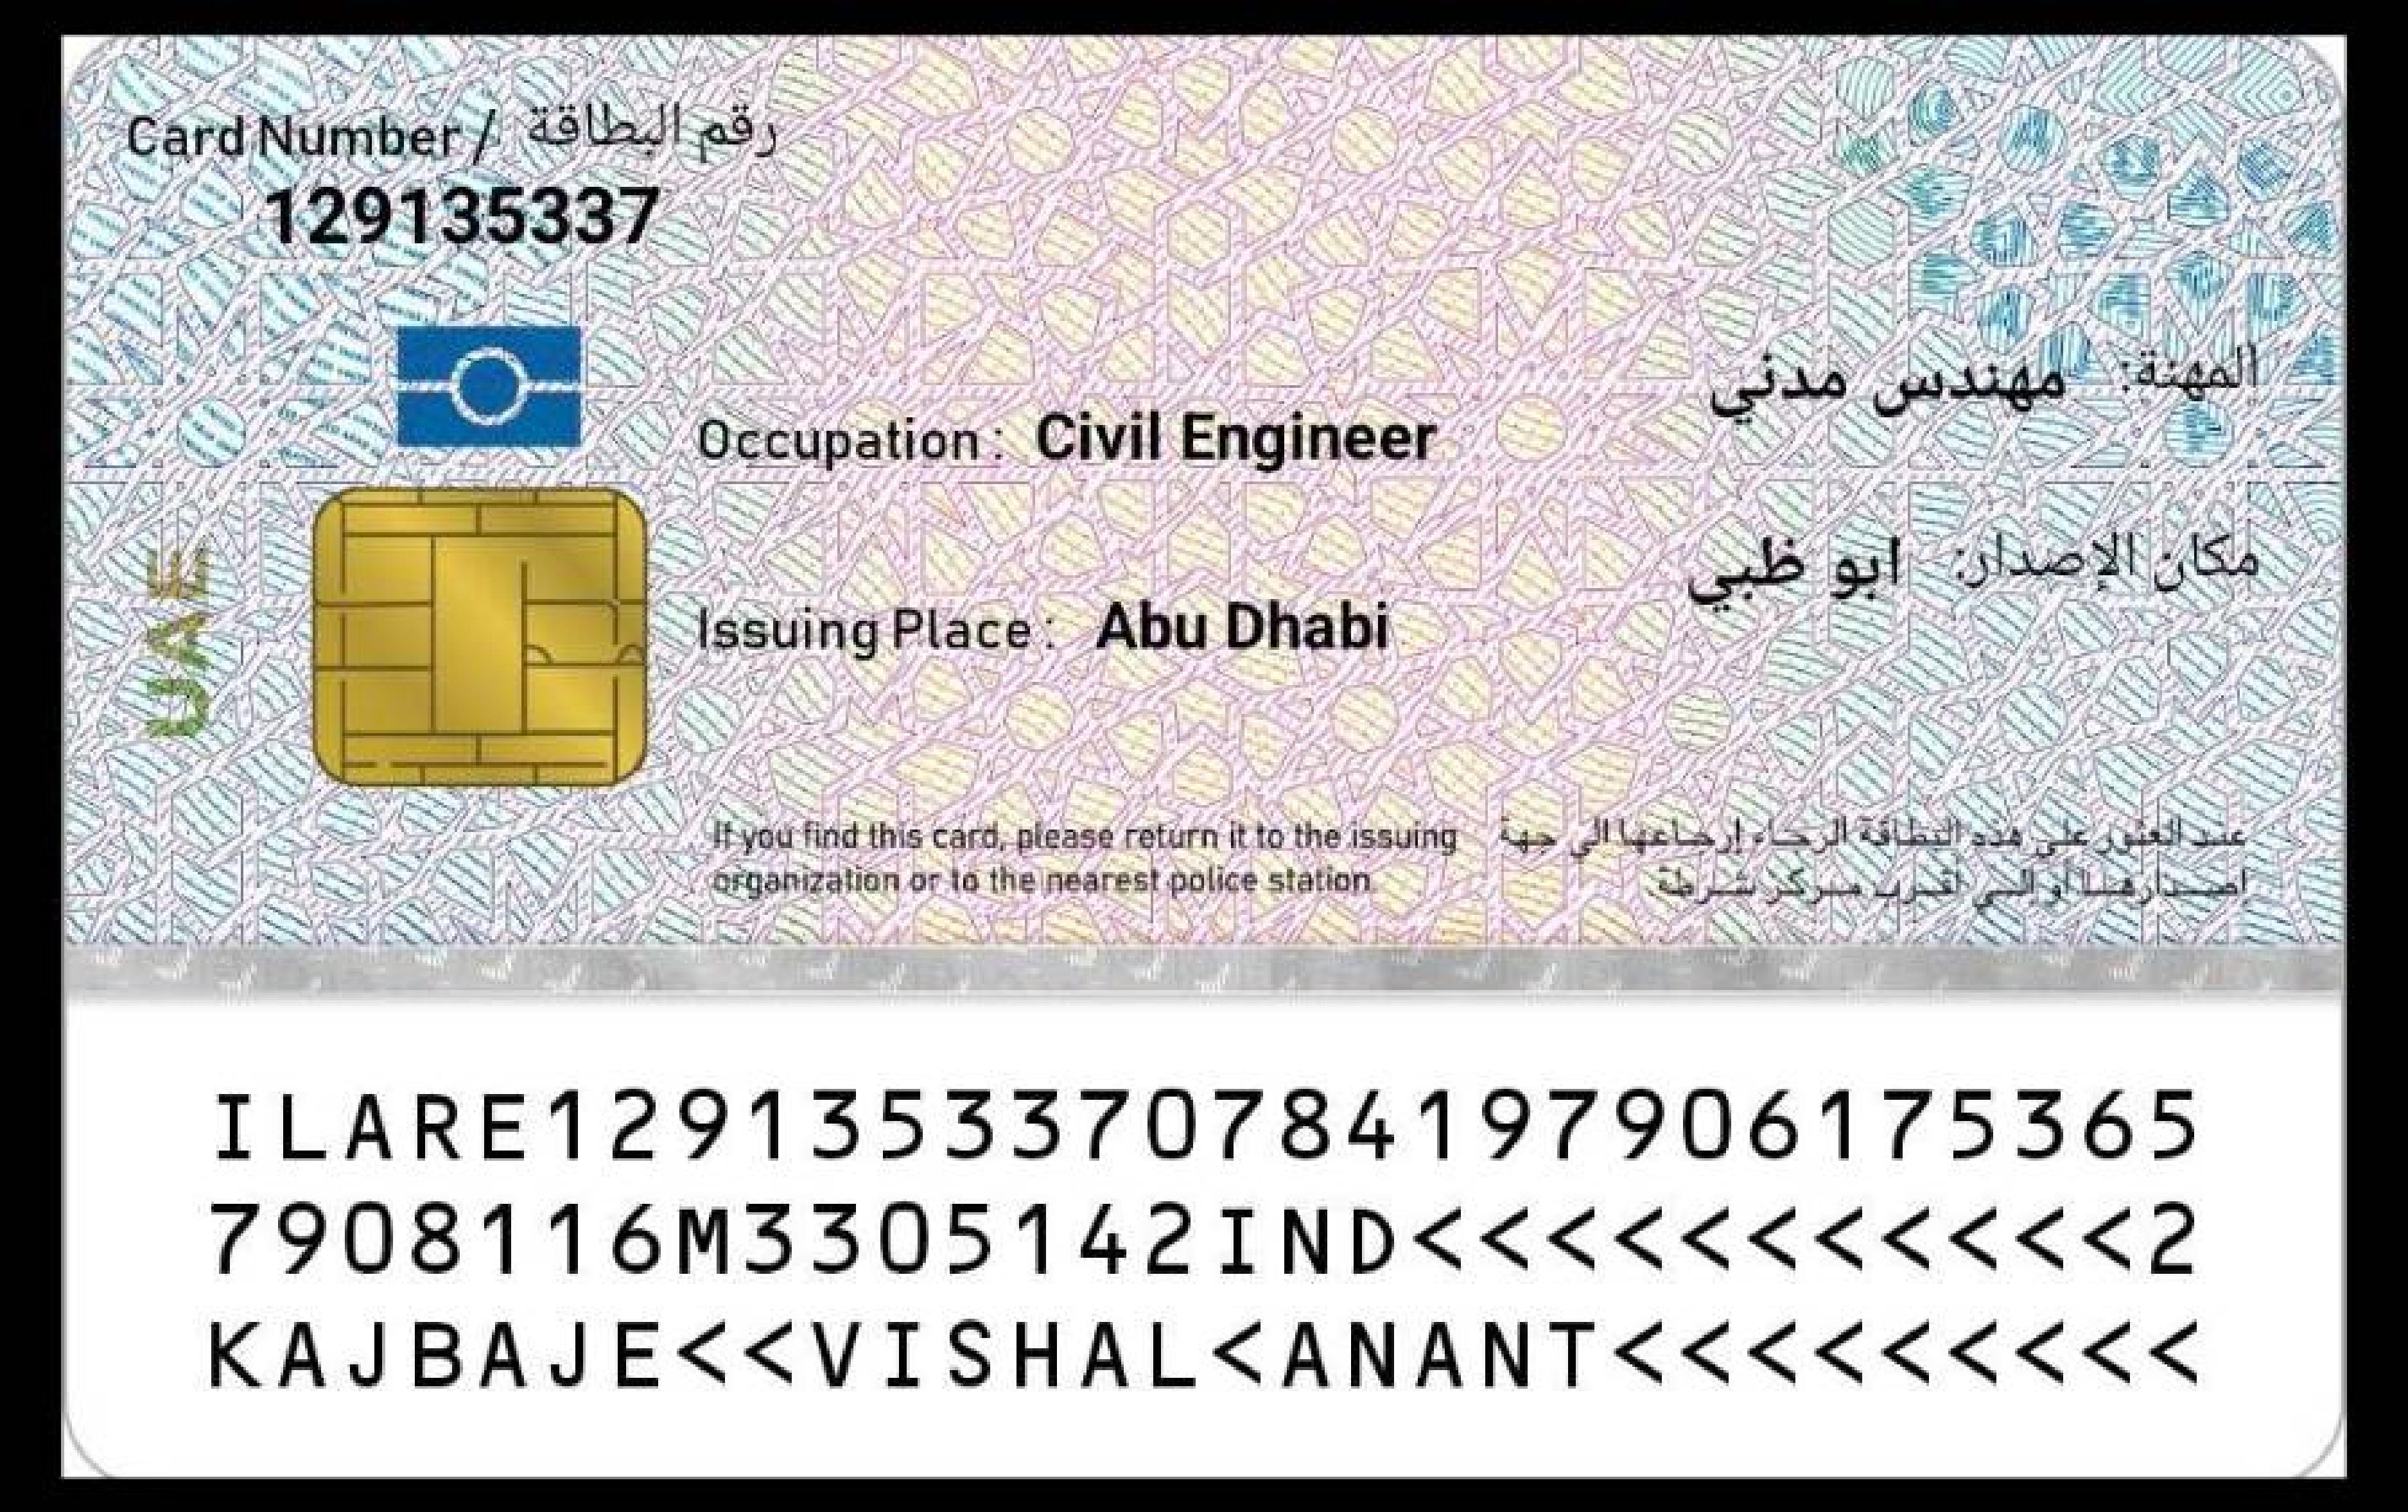 Card Number / رقم البطاقة
129135337
المهنة: مهندس مدني
Occupation: Civil Engineer
مكان الإصدار: ابو ظبي
Issuing Place: Abu Dhabi
UAE
If you find this card, please return it to the issuing
organization or to the nearest police station
عند العثور على هذه البطاقة الرجاء إرجاعها الى جهة
اصدارها أو الى اقرب مركز شرطة.
ILARE1291353370784197906175365
7908116M3305142IND<<<<<<<<<<<2
KAJBAJE<<VISHAL<ANANT<<<<<<<<<